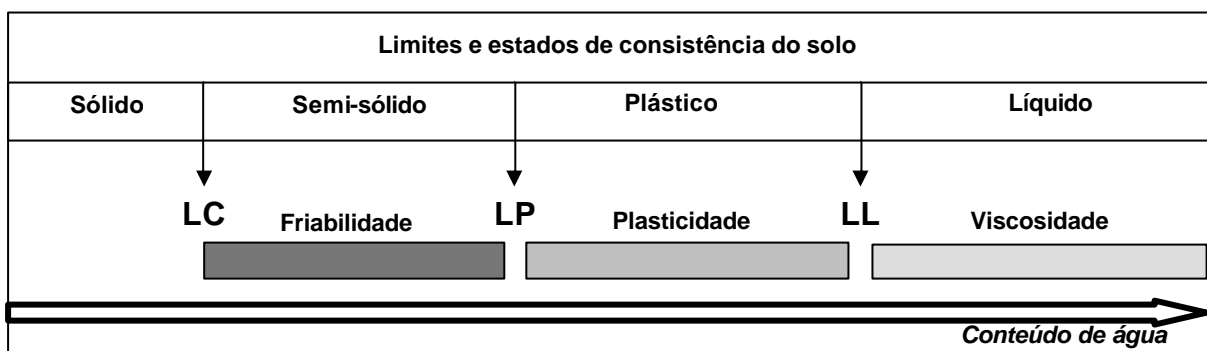 Limites e estados de consistência do solo
Sólido Semi-sólido Plástico Líquido
LC Friabilidade LP Plasticidade LL Viscosidade
Conteúdo de água